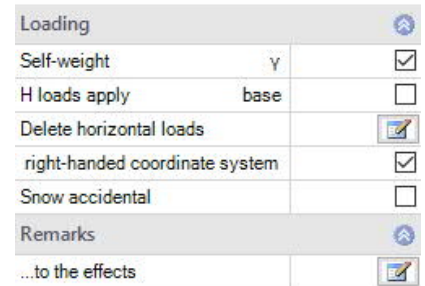 Loading
Self-weight γ
H loads apply base
Delete horizontal loads
right-handed coordinate system
Snow accidental
Remarks
...to the effects